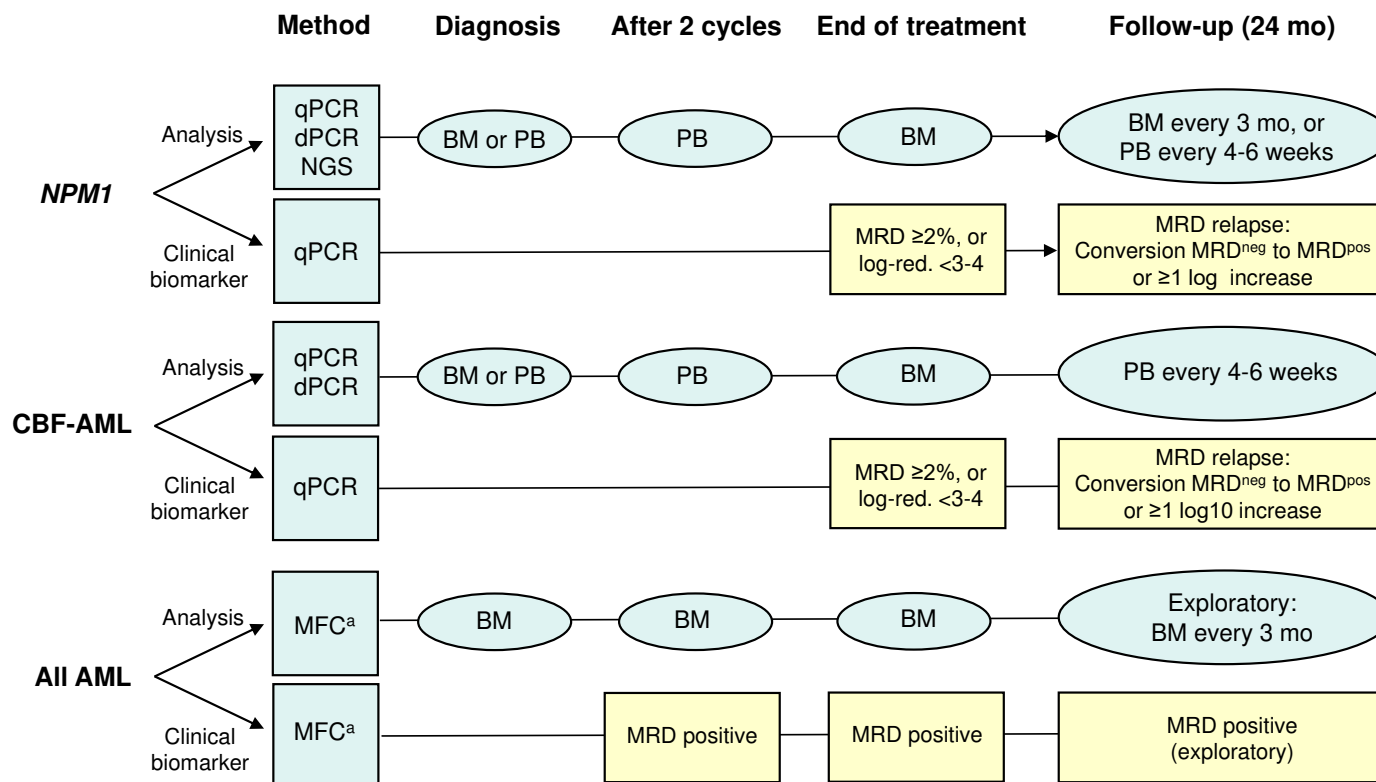 Method Diagnosis After 2 cycles End of treatment Follow-up (24 mo)
NPM1
Analysis
qPCR
dPCR
NGS
BM or PB
PB
BM
BM every 3 mo, or
PB every 4-6 weeks
Clinical
biomarker
qPCR
MRD ≥2%, or
log-red. <3-4
MRD relapse:
Conversion MRDneg to MRDpos
or ≥1 log increase
CBF-AML
Analysis
qPCR
dPCR
BM or PB
PB
BM
PB every 4-6 weeks
Clinical
biomarker
qPCR
MRD ≥2%, or
log-red. <3-4
MRD relapse:
Conversion MRDneg to MRDpos
or ≥1 log10 increase
All AML
Analysis
MFCa
BM
BM
BM
Exploratory:
BM every 3 mo
Clinical
biomarker
MFCa
MRD positive
MRD positive
MRD positive
(exploratory)